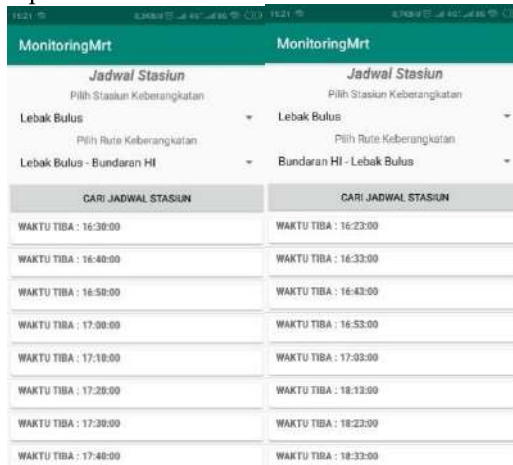 MonitoringMrt
Jadwal Stasiun
Pilih Stasiun Keberangkatan
Lebak Bulus
Pilih Rute Keberangkatan
Lebak Bulus - Bundaran HI
CARI JADWAL STASIUN
WAKTU TIBA : 16:30:00
WAKTU TIBA : 16:40:00
WAKTU TIBA : 16:50:00
WAKTU TIBA : 17:00:00
WAKTU TIBA : 17:10:00
WAKTU TIBA : 17:20:00
WAKTU TIBA : 17:30:00
WAKTU TIBA : 17:40:00
MonitoringMrt
Jadwal Stasiun
Pilih Stasiun Keberangkatan
Lebak Bulus
Pilih Rute Keberangkatan
Bundaran HI - Lebak Bulus
CARI JADWAL STASIUN
WAKTU TIBA : 16:23:00
WAKTU TIBA : 16:33:00
WAKTU TIBA : 16:43:00
WAKTU TIBA : 16:53:00
WAKTU TIBA : 17:03:00
WAKTU TIBA : 18:13:00
WAKTU TIBA : 18:23:00
WAKTU TIBA : 18:33:00